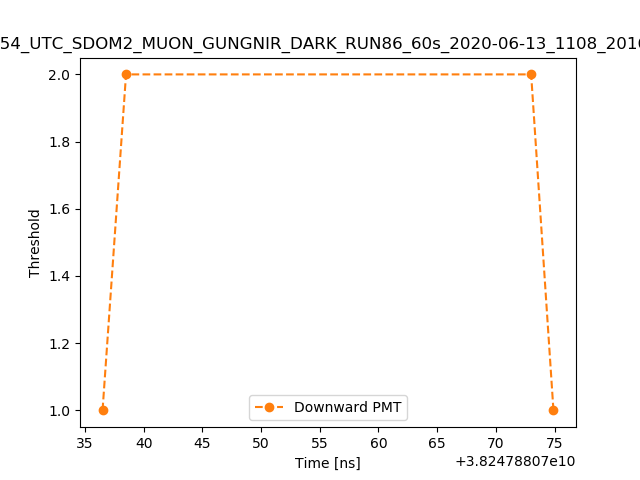 54_UTC_SDOM2_MUON_GUNGNIR_DARK_RUN86_60s_2020-06-13_1108_201
2.0
1.8
1.6
1.4
1.2
1.0
Threshold
Downward PMT
35 40 45 50 55 60 65 70 75
Time [ns]
+3.82478807e10